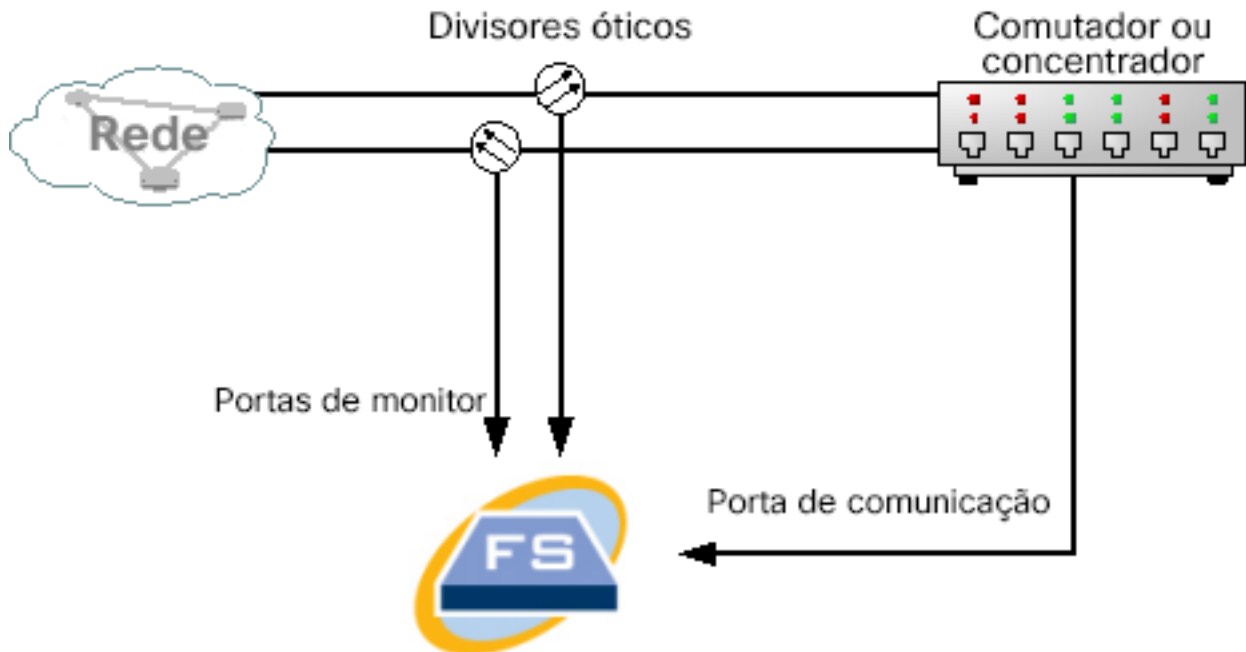 Divisores óticos
Comutador ou
concentrador
Rede
Portas de monitor
Porta de comunicação
FS